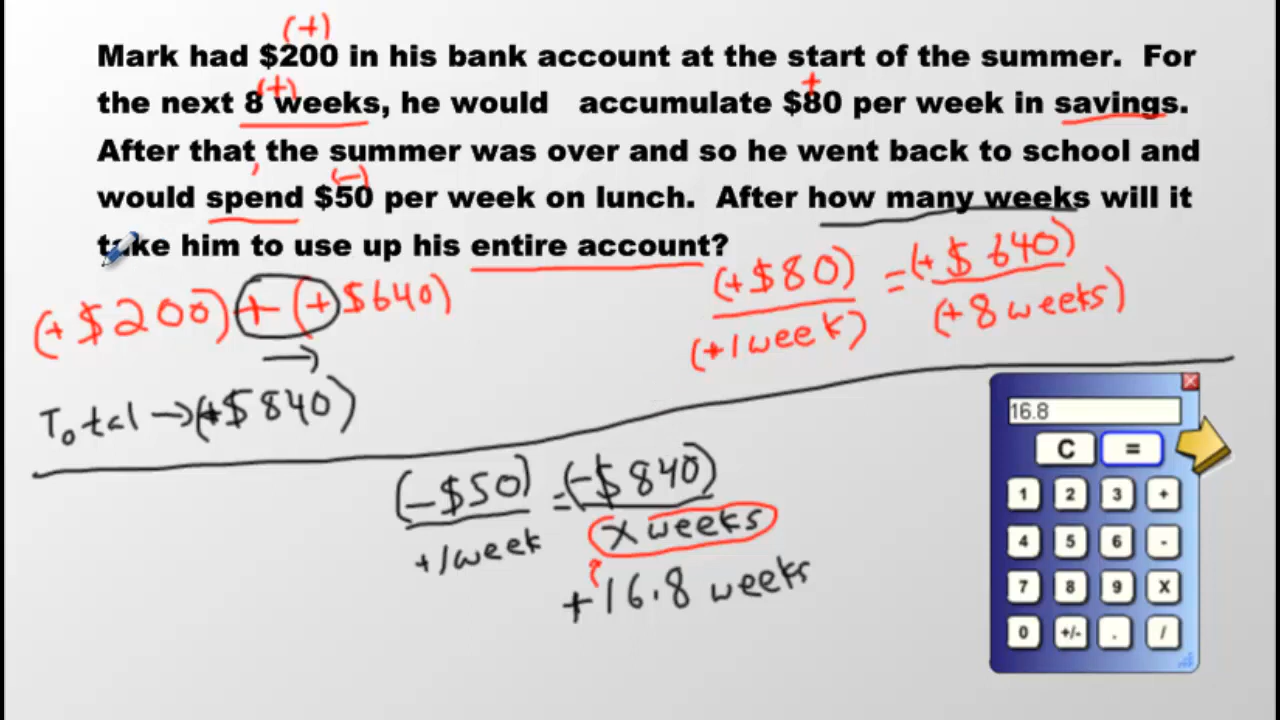 (+)
Mark had $200 in his bank account at the start of the summer. For
(+) +
the next 8 weeks, he would accumulate $80 per week in savings.
After that the summer was over and so he went back to school and
(-)
would spend $50 per week on lunch. After how many weeks will it
take him to use up his entire account?
(+$80) = (+$640)
(+1week) (+8 weeks)
(+$200) + (+$640)
→
Total → (+$840)
(-$50) = (-$840)
+1week x weeks
+16.8 weeks
16.8
C =
1 2 3 +
4 5 6 -
7 8 9 X
0 +/- . /